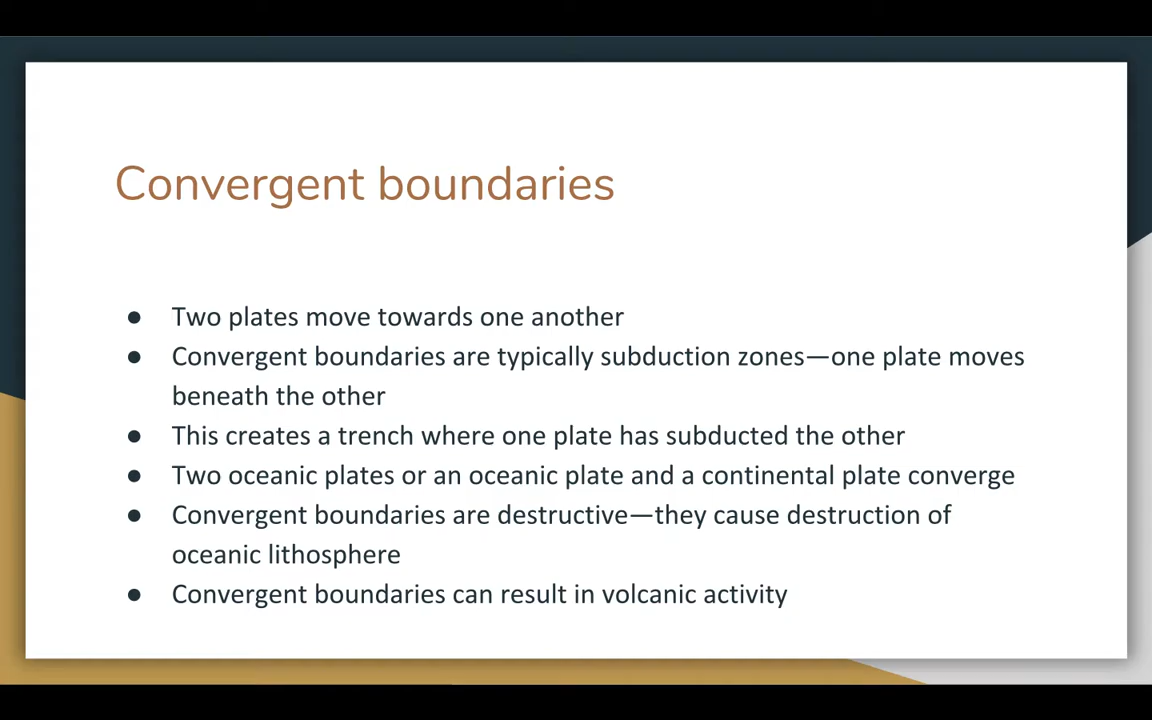 Convergent boundaries
● Two plates move towards one another
● Convergent boundaries are typically subduction zones—one plate moves
beneath the other
● This creates a trench where one plate has subducted the other
● Two oceanic plates or an oceanic plate and a continental plate converge
● Convergent boundaries are destructive—they cause destruction of
oceanic lithosphere
● Convergent boundaries can result in volcanic activity